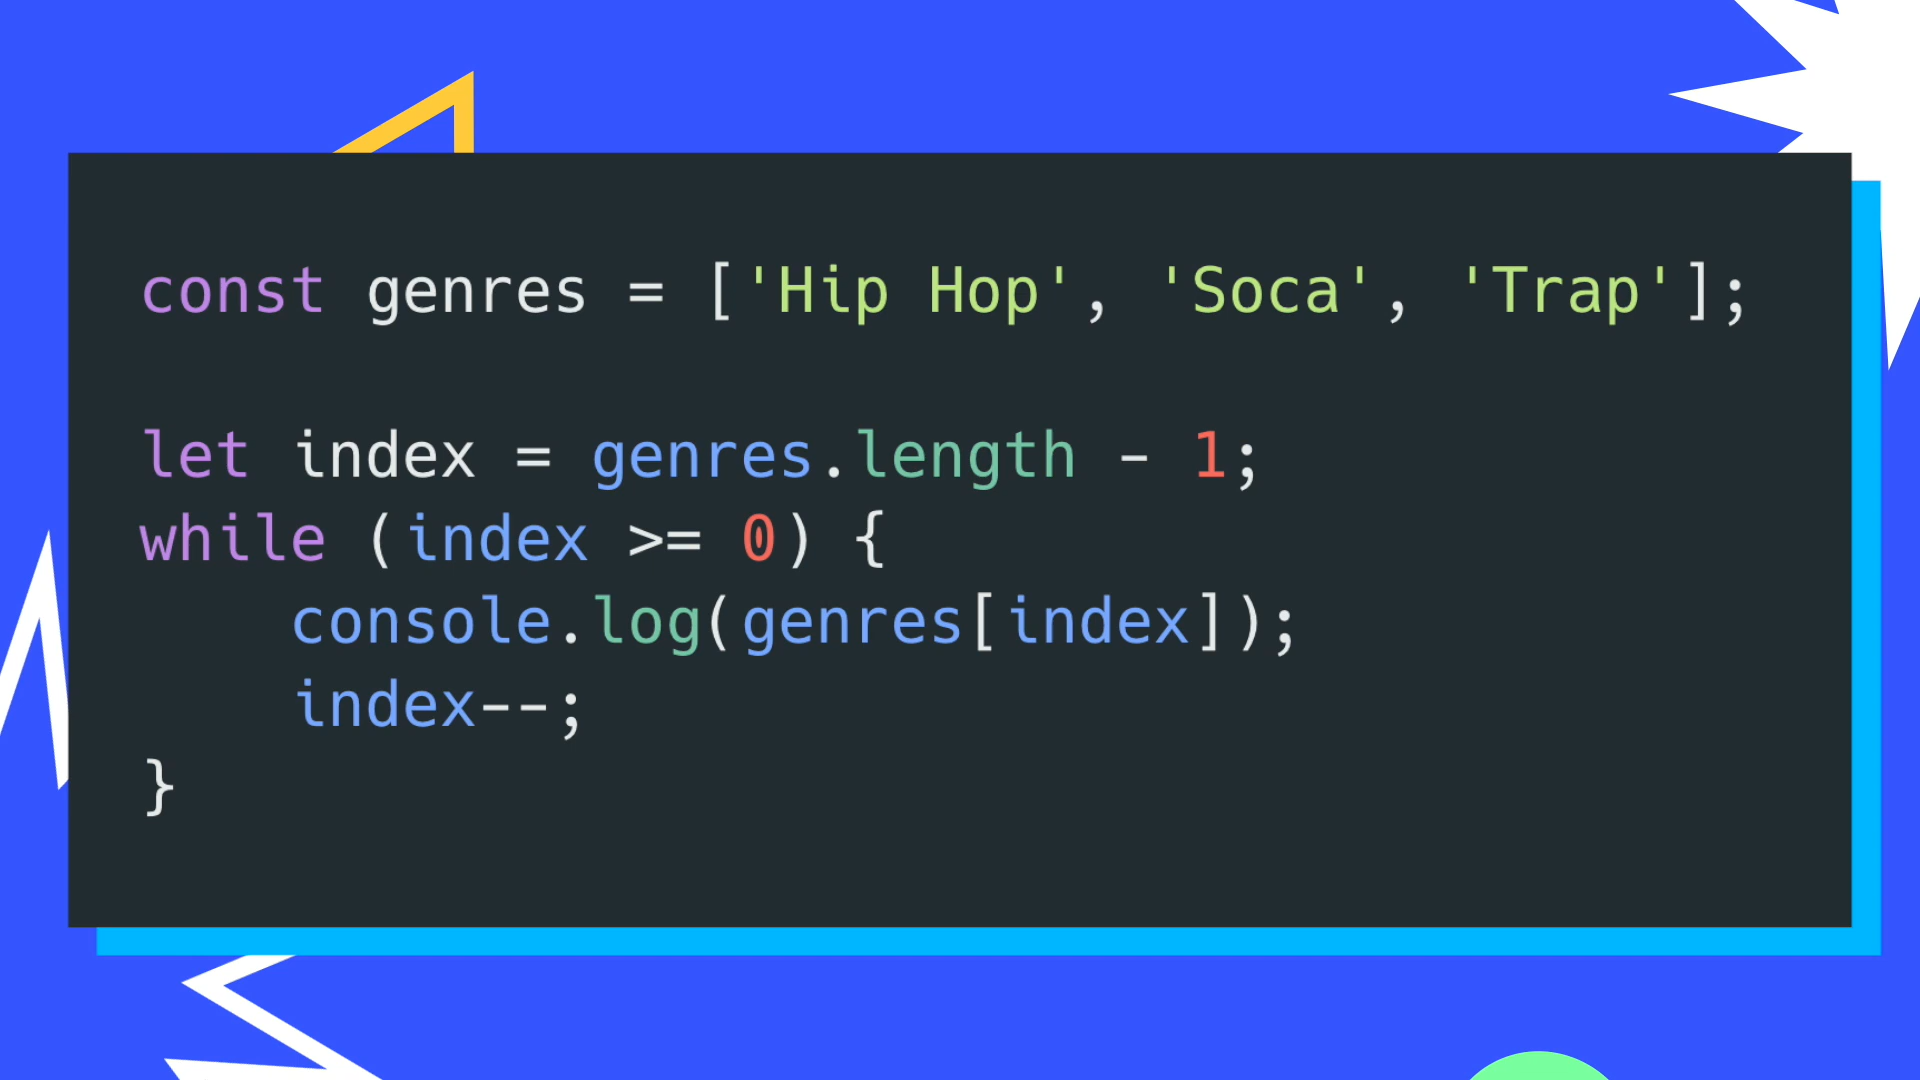 const genres = ['Hip Hop', 'Soca', 'Trap'];
let index = genres.length - 1;
while (index >= 0) {
    console.log(genres[index]);
    index--;
}